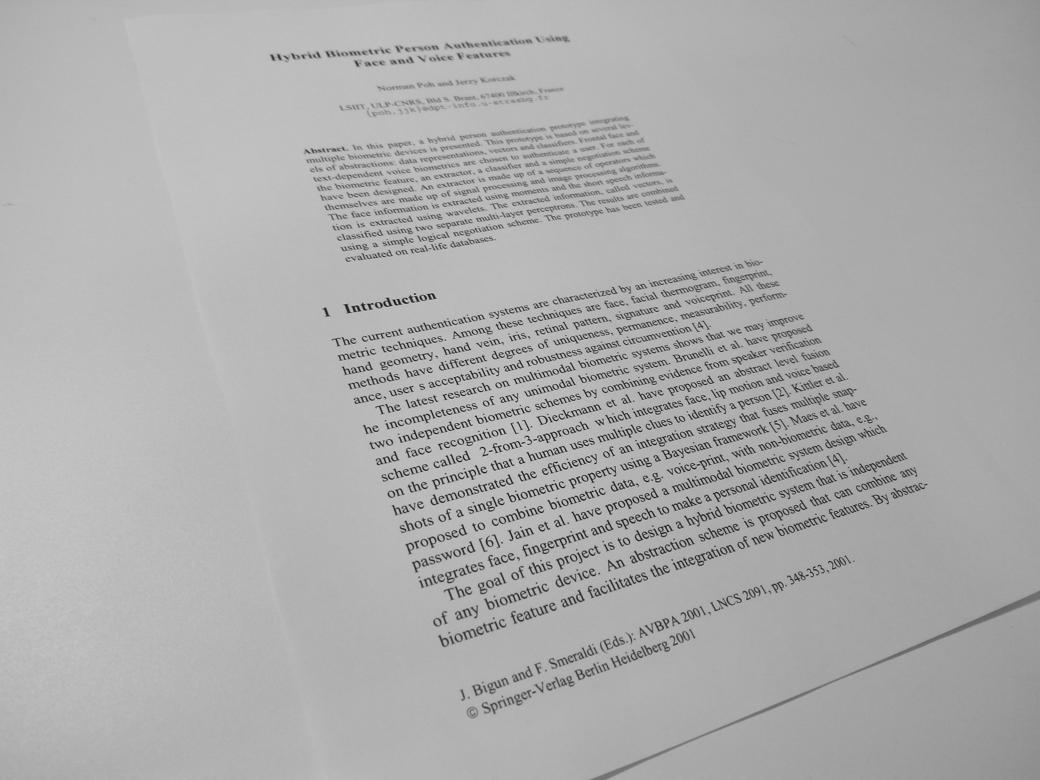 Hybrid Biometric Person Authentication Using
Face and Voice Features
Norman Poh and Jerzy Korczak
LSIIT, ULP-CNRS, Bld S. Brant, 67400 Illkirch, France
{poh,jjk}@dpt-info.u-strasbg.fr
Abstract. In this paper, a hybrid person authentication prototype integrating
multiple biometric devices is presented. This prototype is based on several lev-
els of abstractions: data representations, vectors and classifiers. Frontal face and
text-dependent voice biometrics are chosen to authenticate a user. For each of
the biometric feature, an extractor, a classifier and a simple negotiation scheme
have been designed. An extractor is made up of a sequence of operators which
themselves are made up of signal processing and image processing algorithms.
The face information is extracted using moments and the short speech informa-
tion is extracted using wavelets. The extracted information, called vectors, is
classified using two separate multi-layer perceptrons. The results are combined
using a simple logical negotiation scheme. The prototype has been tested and
evaluated on real-life databases.
1 Introduction
The current authentication systems are characterized by an increasing interest in bio-
metric techniques. Among these techniques are face, facial thermogram, fingerprint,
hand geometry, hand vein, iris, retinal pattern, signature and voiceprint. All these
methods have different degrees of uniqueness, permanence, measurability, perform-
ance, user s acceptability and robustness against circumvention [4].
The latest research on multimodal biometric systems shows that we may improve
he incompleteness of any unimodal biometric system. Brunelli et al. have proposed
two independent biometric schemes by combining evidence from speaker verification
and face recognition [1]. Dieckmann et al. have proposed an abstract level fusion
scheme called 2-from-3-approach which integrates face, lip motion and voice based
on the principle that a human uses multiple clues to identify a person [2]. Kittler et al.
have demonstrated the efficiency of an integration strategy that fuses multiple snap-
shots of a single biometric property using a Bayesian framework [5]. Maes et al. have
proposed to combine biometric data, e.g. voice-print, with non-biometric data, e.g.,
password [6]. Jain et al. have proposed a multimodal biometric system design which
integrates face, fingerprint and speech to make a personal identification [4].
The goal of this project is to design a hybrid biometric system that is independent
of any biometric device. An abstraction scheme is proposed that can combine any
biometric feature and facilitates the integration of new biometric features. By abstrac-
J. Bigun and F. Smeraldi (Eds.): AVBPA 2001, LNCS 2091, pp. 348-353, 2001.
© Springer-Verlag Berlin Heidelberg 2001